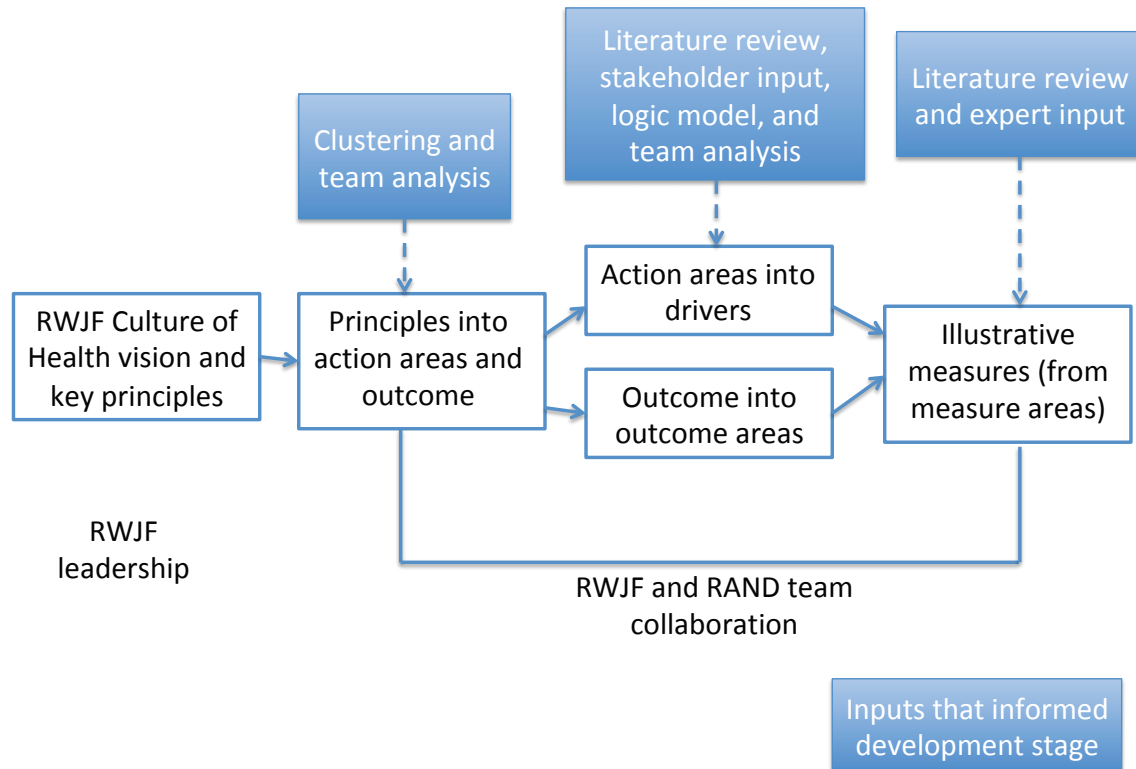 Literature review,
stakeholder input,
logic model, and
team analysis
Literature review
and expert input
Clustering and
team analysis
RWJF Culture of
Health vision and
key principles
Principles into
action areas and
outcome
Action areas into
drivers
Outcome into
outcome areas
Illustrative
measures (from
measure areas)
RWJF
leadership
RWJF and RAND team
collaboration
Inputs that informed
development stage